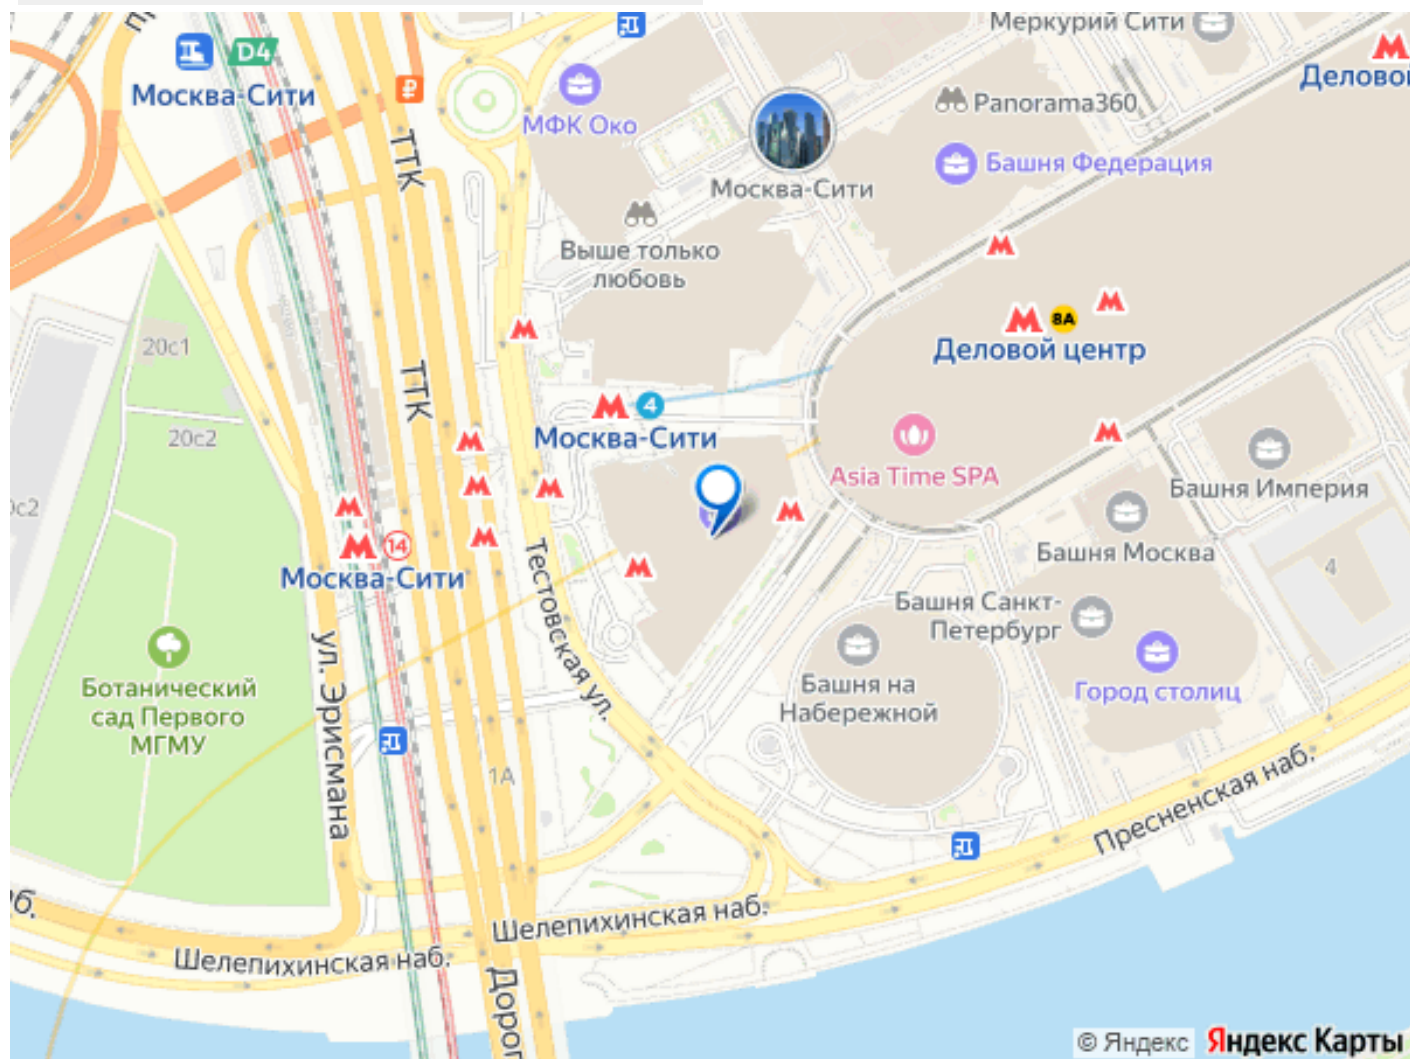 Меркурий Сити
D4
Москва-Сити
₽
Деловой
МФК Око
Panorama360
ТТК
Башня Федерация
Москва-Сити
Выше только
любовь
8А
Деловой центр
20с1
ТТК
4
20с2
Москва-Сити
Asia Time SPA
Башня Империя
Башня Москва
14
Москва-Сити
4
Башня Санкт-
Петербург
Тестовская ул.
ул. Эрисмана
Башня на
Набережной
Город столиц
Ботанический
сад Первого
МГМУ
1А
Пресненская наб.
Шелепихинская наб.
Шелепихинская наб.
© Яндекс Яндекс Карты